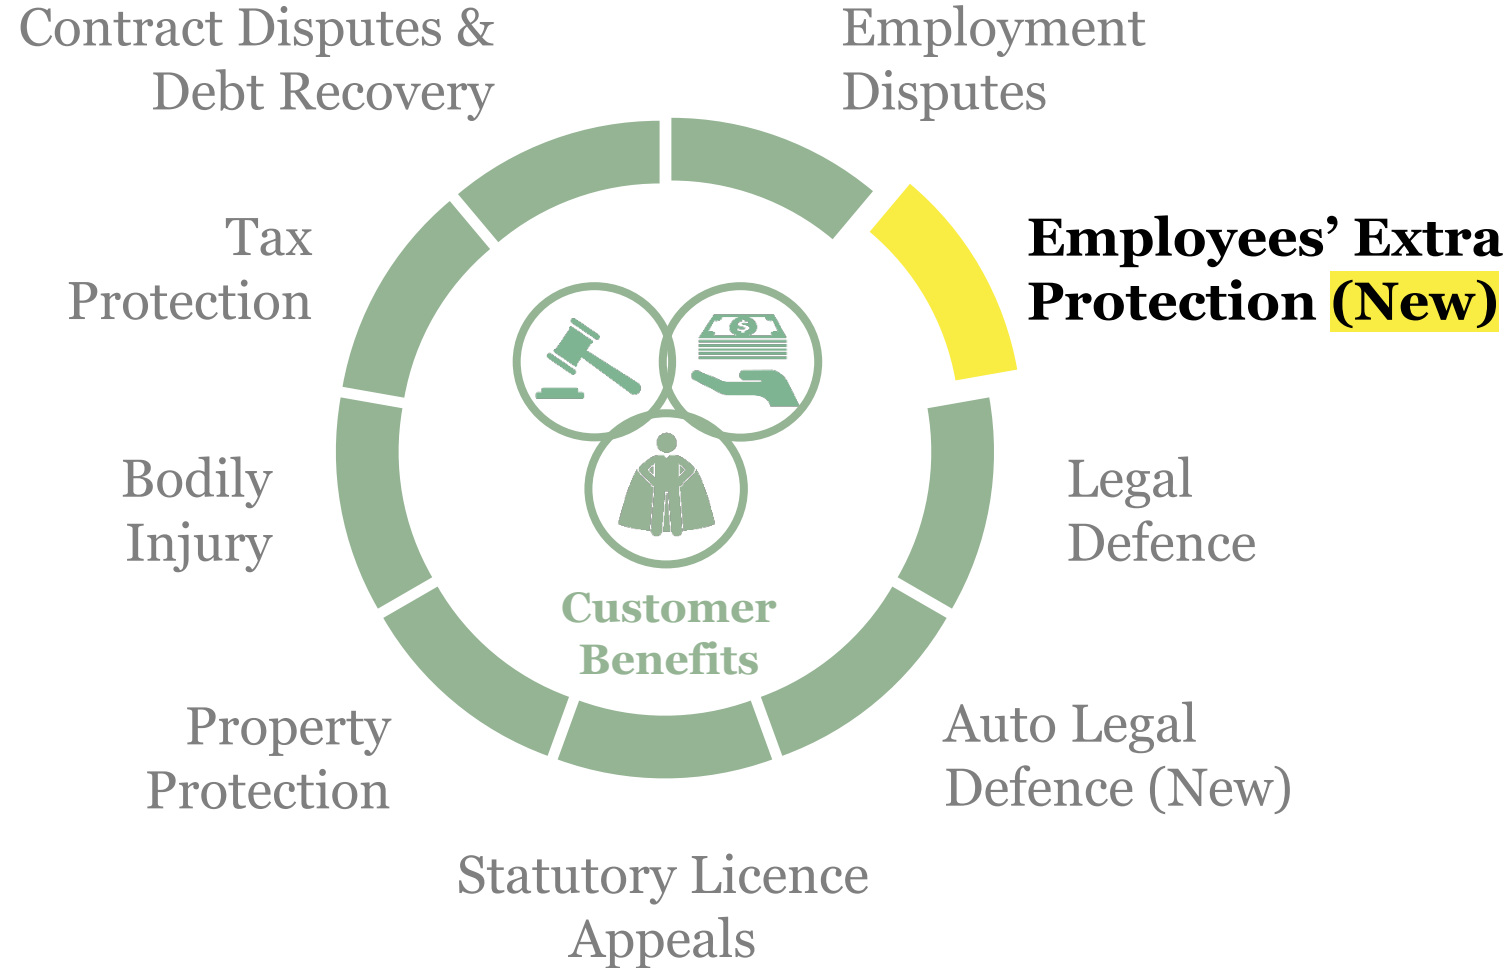 Contract Disputes &
Debt Recovery
Employment
Disputes
Employees’ Extra
Protection (New)
Legal
Defence
Auto Legal
Defence (New)
Statutory Licence
Appeals
Property
Protection
Bodily
Injury
Tax
Protection
$
Customer
Benefits